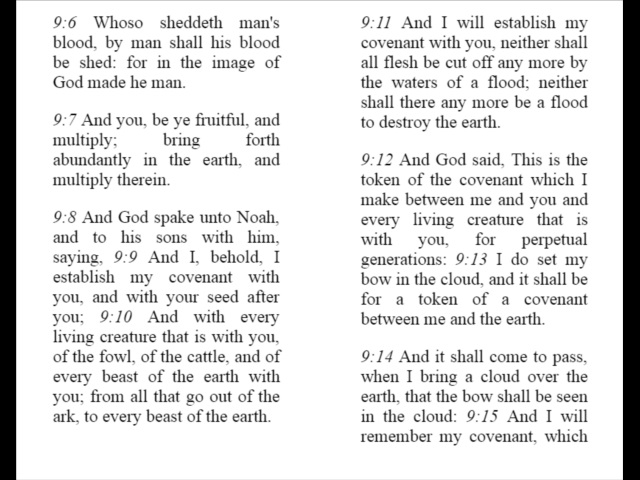 9:6 Whoso sheddeth man's
blood, by man shall his blood
be shed: for in the image of
God made he man.
9:7 And you, be ye fruitful, and
multiply; bring forth
abundantly in the earth, and
multiply therein.
9:8 And God spake unto Noah,
and to his sons with him,
saying, 9:9 And I, behold, I
establish my covenant with
you, and with your seed after
you; 9:10 And with every
living creature that is with you,
of the fowl, of the cattle, and of
every beast of the earth with
you; from all that go out of the
ark, to every beast of the earth.
9:11 And I will establish my
covenant with you, neither shall
all flesh be cut off any more by
the waters of a flood; neither
shall there any more be a flood
to destroy the earth.
9:12 And God said, This is the
token of the covenant which I
make between me and you and
every living creature that is
with you, for perpetual
generations: 9:13 I do set my
bow in the cloud, and it shall be
for a token of a covenant
between me and the earth.
9:14 And it shall come to pass,
when I bring a cloud over the
earth, that the bow shall be seen
in the cloud: 9:15 And I will
remember my covenant, which